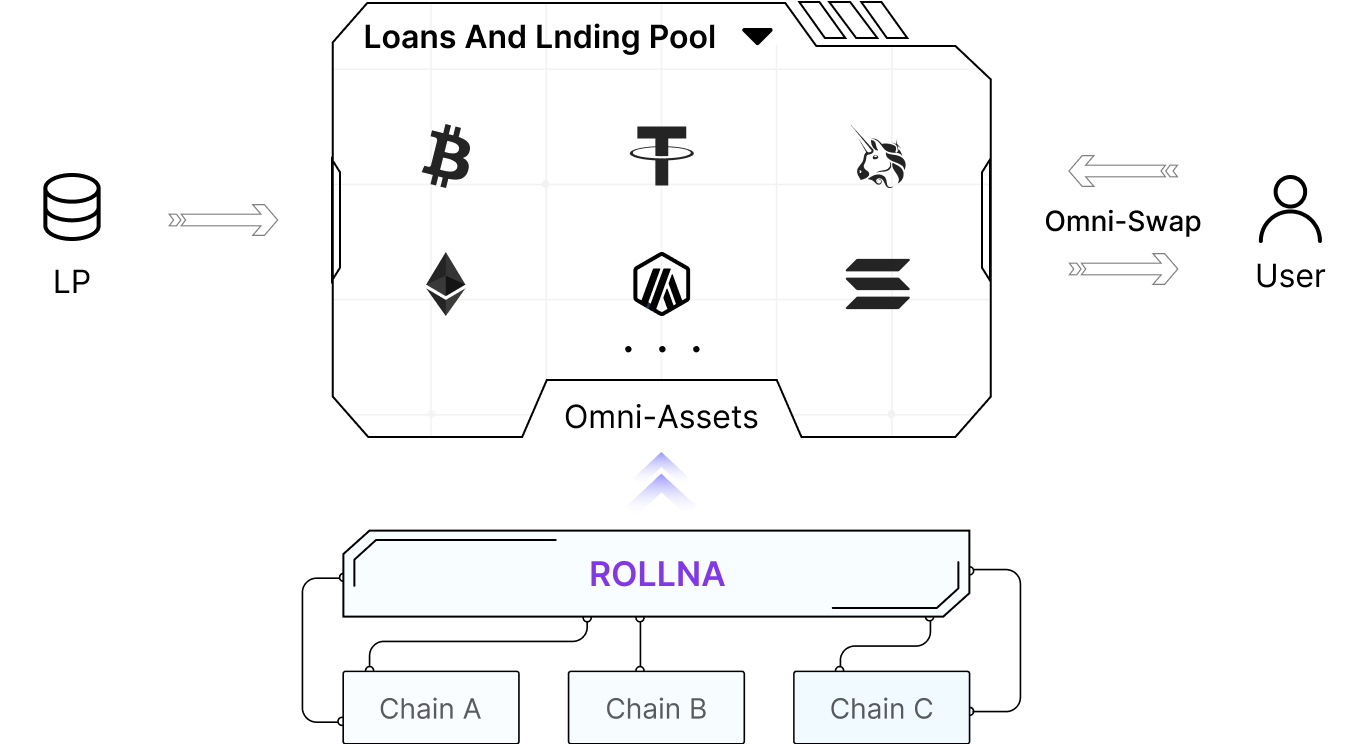 Loans And Lnding Pool
LP
Omni-Swap
User
Omni-Assets
ROLLNA
Chain A
Chain B
Chain C